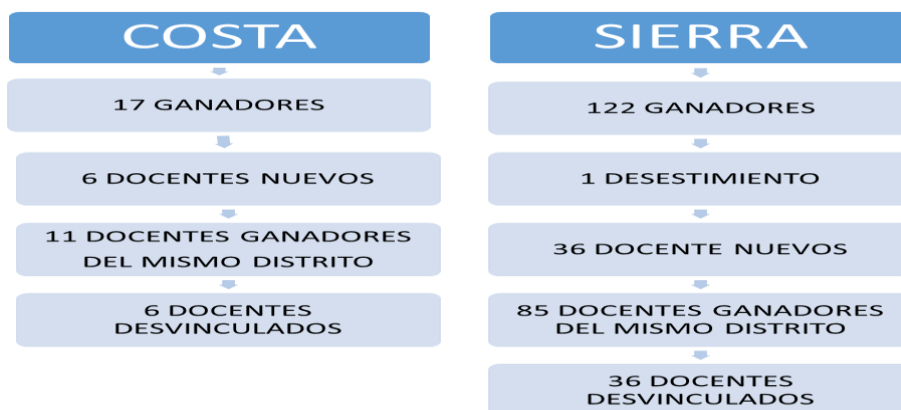 COSTA
17 GANADORES
6 DOCENTES NUEVOS
11 DOCENTES GANADORES
DEL MISMO DISTRITO
6 DOCENTES
DESVINCULADOS
SIERRA
122 GANADORES
1 DESESTIMIENTO
36 DOCENTE NUEVOS
85 DOCENTES GANADORES
DEL MISMO DISTRITO
36 DOCENTES
DESVINCULADOS